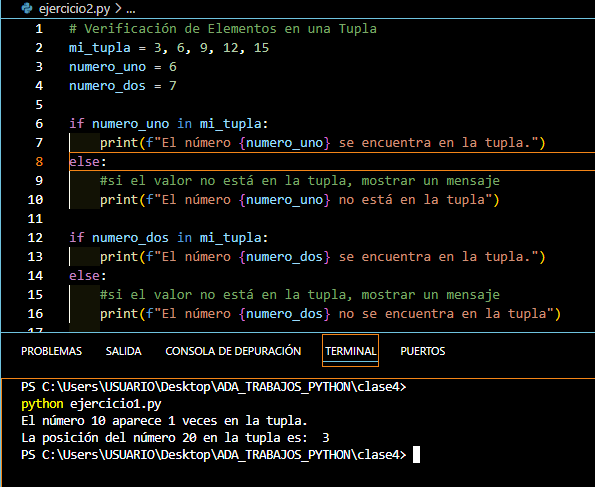 ejercicio2.py > ...
1 # Verificación de Elementos en una Tupla
2 mi_tupla = 3, 6, 9, 12, 15
3 numero_uno = 6
4 numero_dos = 7
5
6 if numero_uno in mi_tupla:
7     print(f"El número {numero_uno} se encuentra en la tupla.")
8 else:
9     #si el valor no está en la tupla, mostrar un mensaje
10     print(f"El número {numero_uno} no está en la tupla")
11
12 if numero_dos in mi_tupla:
13     print(f"El número {numero_dos} se encuentra en la tupla.")
14 else:
15     #si el valor no está en la tupla, mostrar un mensaje
16     print(f"El número {numero_dos} no se encuentra en la tupla")
17
PROBLEMAS SALIDA CONSOLA DE DEPURACIÓN TERMINAL PUERTOS
PS C:\Users\USUARIO\Desktop\ADA_TRABAJOS_PYTHON\clase4>
python ejercicio1.py
El número 10 aparece 1 veces en la tupla.
La posición del número 20 en la tupla es:  3
PS C:\Users\USUARIO\Desktop\ADA_TRABAJOS_PYTHON\clase4>